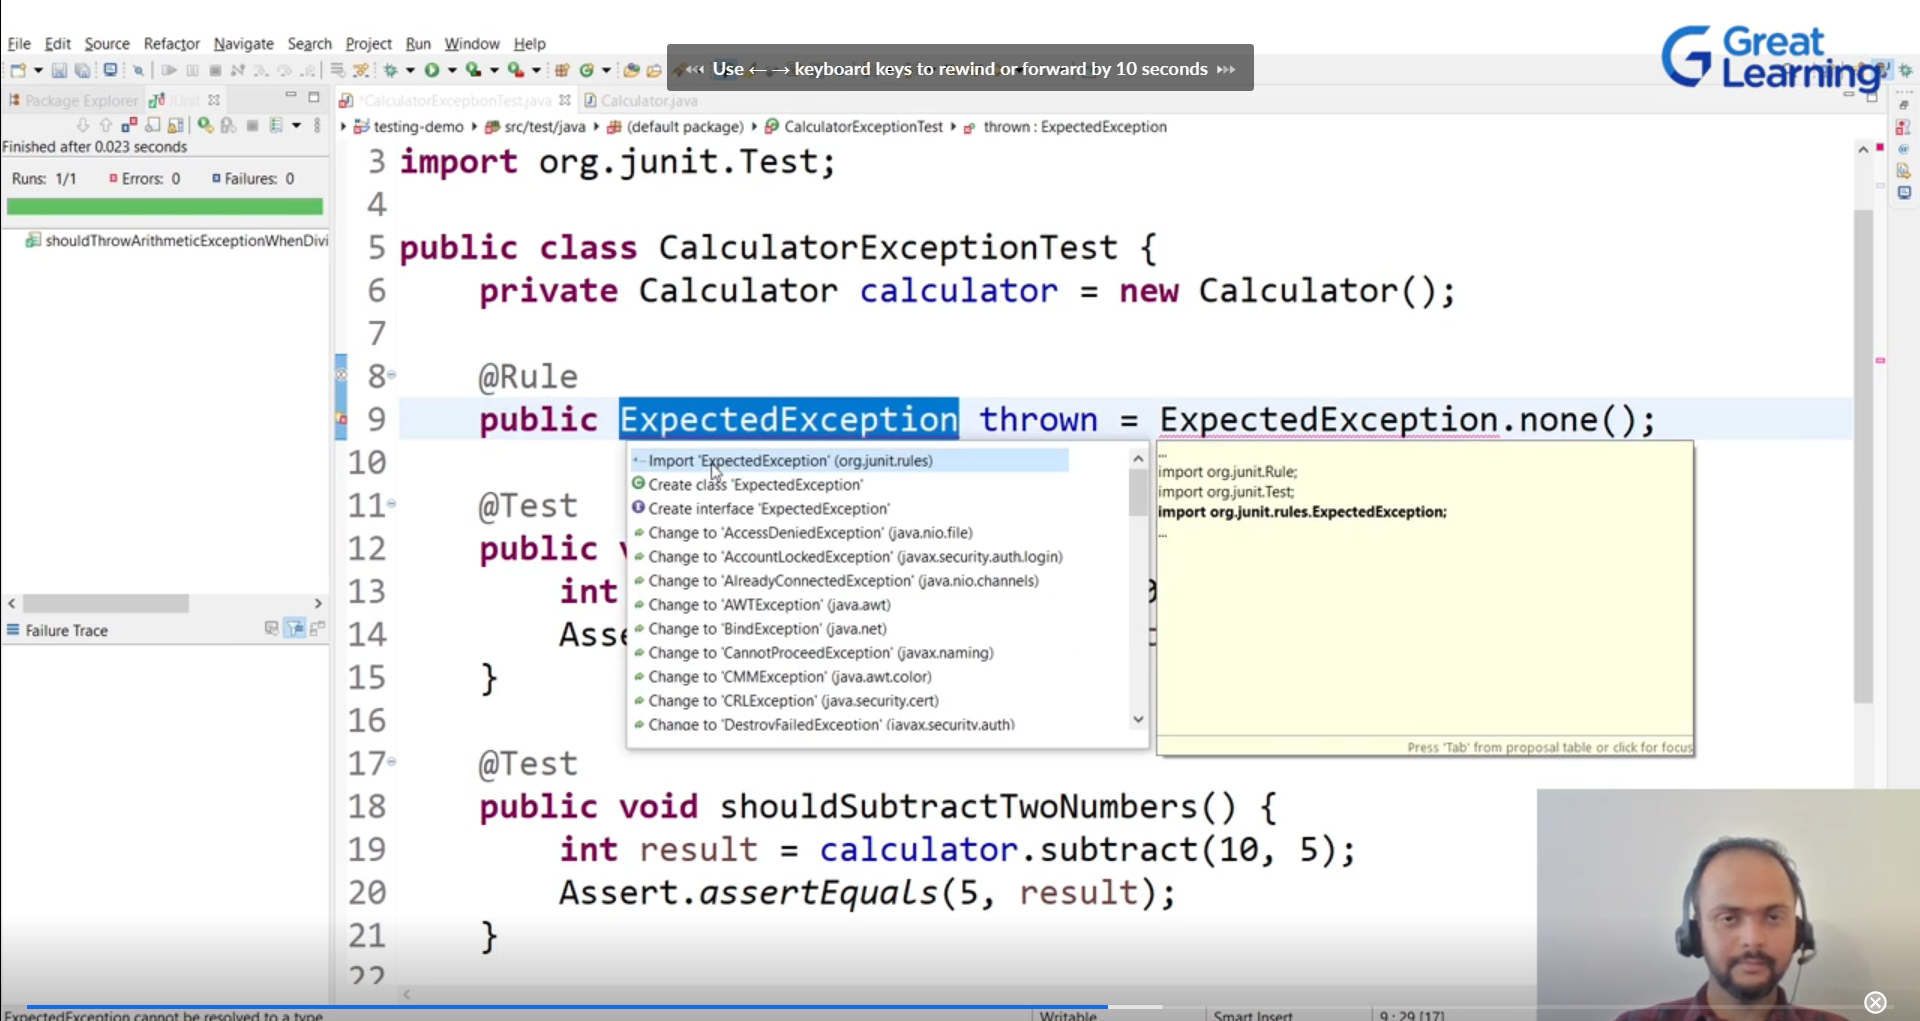 Great
Learning
File Edit Source Refactor Navigate Search Project Run Window Help
Use ← → keyboard keys to rewind or forward by 10 seconds
Package Explorer JUnit
*CalculatorExceptionTest.java Calculator.java
testing-demo src/test/java (default package) CalculatorExceptionTest thrown : ExpectedException
Finished after 0.023 seconds
Runs: 1/1 Errors: 0 Failures: 0
shouldThrowArithmeticExceptionWhenDivi
Failure Trace
3 import org.junit.Test;
4
5 public class CalculatorExceptionTest {
6 private Calculator calculator = new Calculator();
7
8 @Rule
9 public ExpectedException thrown = ExpectedException.none();
10
11 @Test
12 public
13 int
14 Asse
15 }
16
17 @Test
18 public void shouldSubtractTwoNumbers() {
19 int result = calculator.subtract(10, 5);
20 Assert.assertEquals(5, result);
21 }
22
Import 'ExpectedException' (org.junit.rules)
Create class 'ExpectedException'
Create interface 'ExpectedException'
Change to 'AccessDeniedException' (java.nio.file)
Change to 'AccountLockedException' (javax.security.auth.login)
Change to 'AlreadyConnectedException' (java.nio.channels)
Change to 'AWTException' (java.awt)
Change to 'BindException' (java.net)
Change to 'CannotProceedException' (javax.naming)
Change to 'CMMException' (java.awt.color)
Change to 'CRLException' (java.security.cert)
Change to 'DestroyFailedException' (javax.security.auth)
...
import org.junit.Rule;
import org.junit.Test;
import org.junit.rules.ExpectedException;
...
Press 'Tab' from proposal table or click for focus
ExpectedException cannot be resolved to a type
Writable Smart Insert 9 : 29 [17]